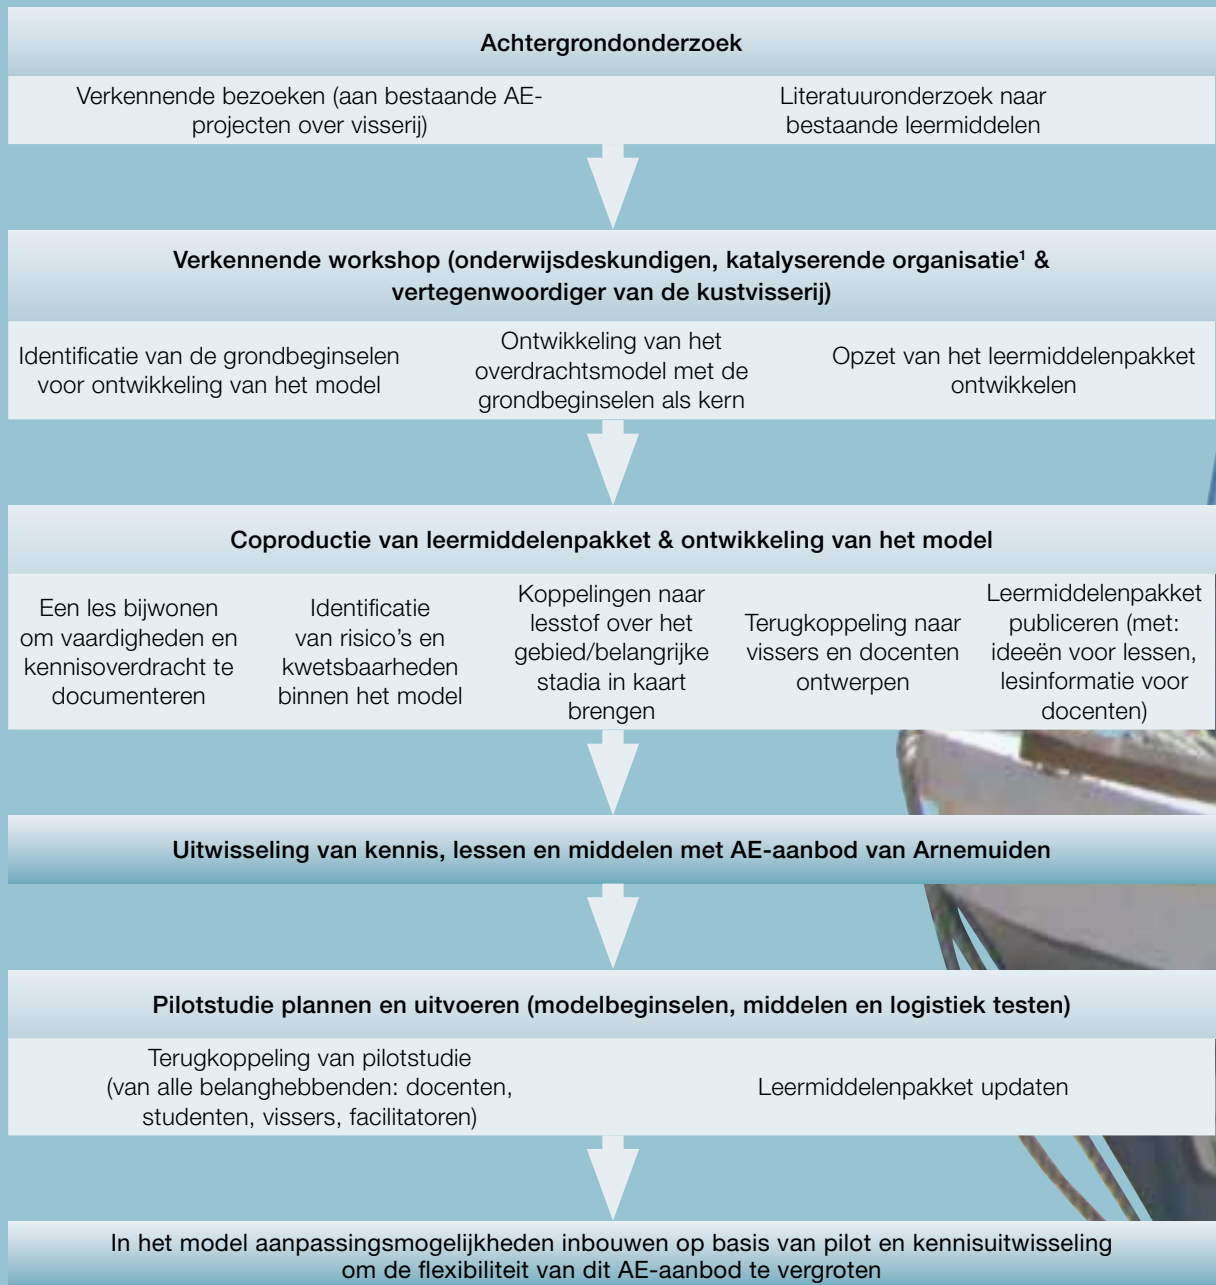 Achtergrondonderzoek
Verkennende bezoeken (aan bestaande AE-
projecten over visserij)
Literatuuronderzoek naar
bestaande leermiddelen
Verkennende workshop (onderwijsdeskundigen, katalyserende organisatie¹ &
vertegenwoordiger van de kustvisserij)
Identificatie van de grondbeginselen
voor ontwikkeling van het model
Ontwikkeling van het
overdrachtsmodel met de
grondbeginselen als kern
Opzet van het leermiddelenpakket
ontwikkelen
Coproductie van leermiddelenpakket & ontwikkeling van het model
Een les bijwonen
om vaardigheden en
kennisoverdracht te
documenteren
Identificatie
van risico’s en
kwetsbaarheden
binnen het model
Koppelingen naar
lesstof over het
gebied/belangrijke
stadia in kaart
brengen
Terugkoppeling naar
vissers en docenten
ontwerpen
Leermiddelenpakket
publiceren (met:
ideeën voor lessen,
lesinformatie voor
docenten)
Uitwisseling van kennis, lessen en middelen met AE-aanbod van Arnemuiden
Pilotstudie plannen en uitvoeren (modelbeginselen, middelen en logistiek testen)
Terugkoppeling van pilotstudie
(van alle belanghebbenden: docenten,
studenten, vissers, facilitatoren)
Leermiddelenpakket updaten
In het model aanpassingsmogelijkheden inbouwen op basis van pilot en kennisuitwisseling
om de flexibiliteit van dit AE-aanbod te vergroten